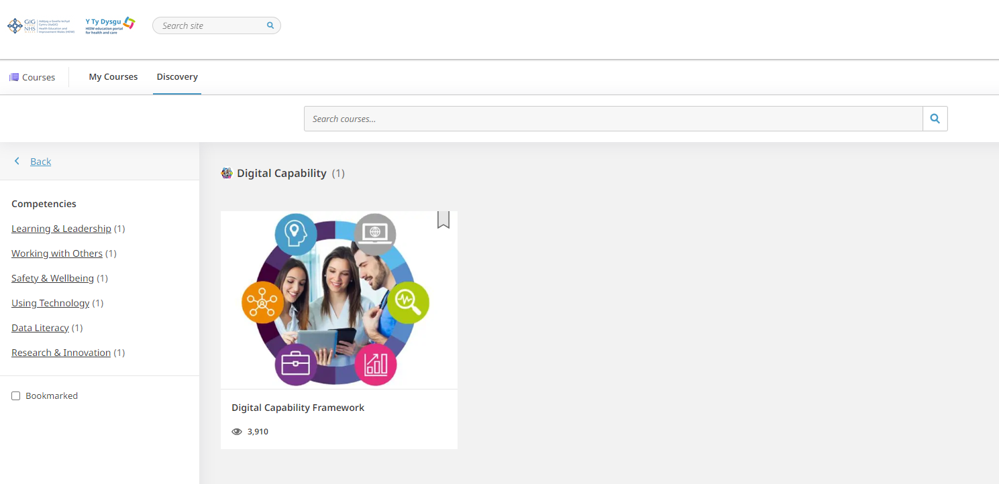 GIG
NHS
Addysg a Gwella Iechyd
Cymru (AaGIC)
Health Education and
Improvement Wales (HEIW)
Y Ty Dysgu
HEIW education portal
for health and care
Search site
Courses
My Courses
Discovery
Search courses...
Back
Digital Capability (1)
Competencies
Learning & Leadership (1)
Working with Others (1)
Safety & Wellbeing (1)
Using Technology (1)
Data Literacy (1)
Research & Innovation (1)
Bookmarked
Digital Capability Framework
3,910